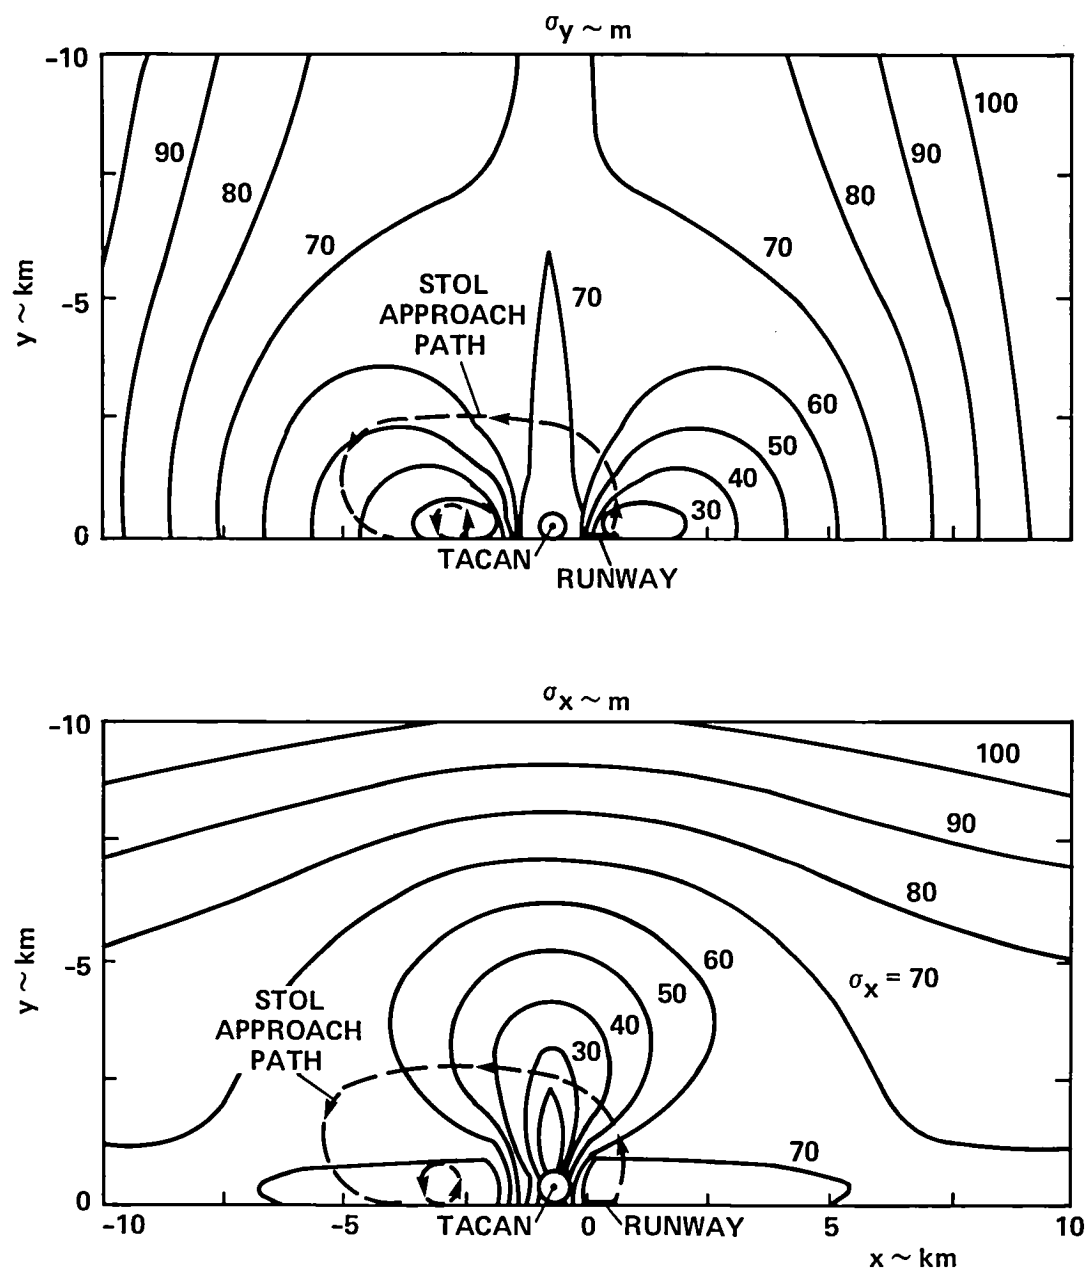 σy ~ m
-10
100
90
90
80
80
70
70
STOL
APPROACH
PATH
70
y ~ km
-5
60
50
40
30
0
TACAN
RUNWAY
σx ~ m
-10
100
90
80
60
σx = 70
50
-5
y ~ km
STOL
APPROACH
PATH
40
30
70
0
-10
-5
TACAN
0
RUNWAY
5
10
x ~ km